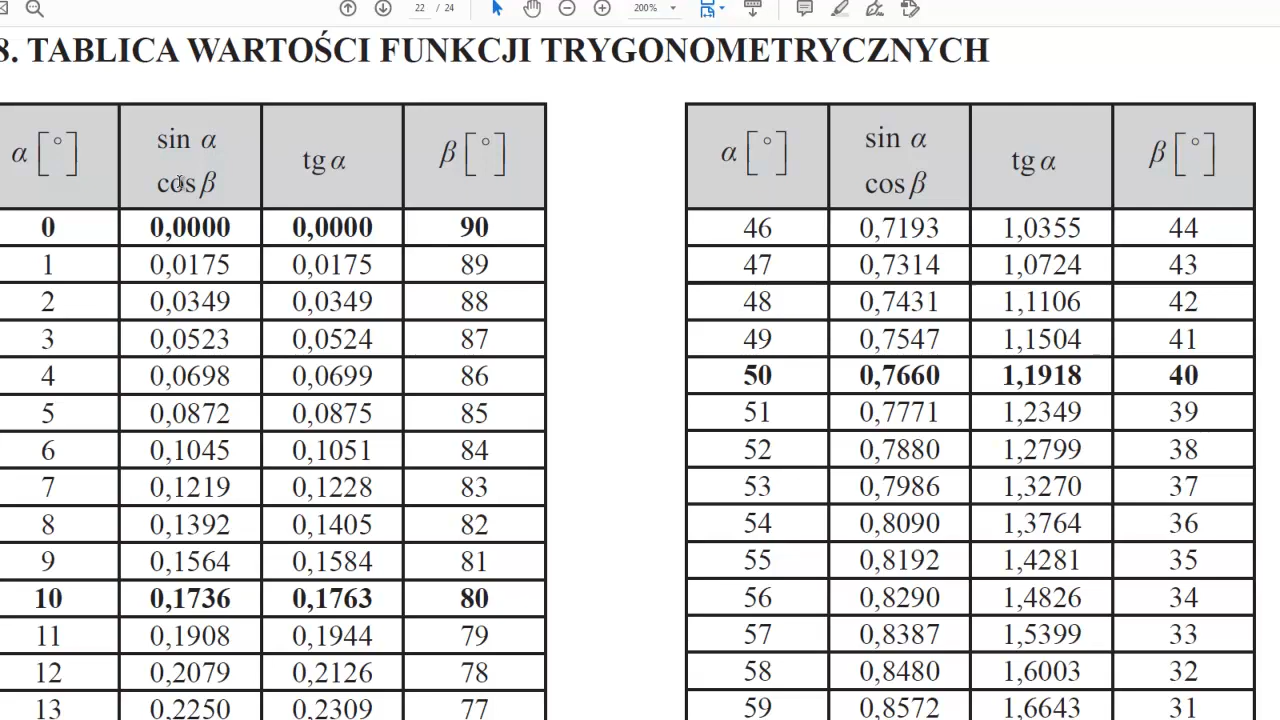 22 / 24 200%
8. TABLICA WARTOŚCI FUNKCJI TRYGONOMETRYCZNYCH
α [°] sin α cos β tg α β [°]
0 0,0000 0,0000 90
1 0,0175 0,0175 89
2 0,0349 0,0349 88
3 0,0523 0,0524 87
4 0,0698 0,0699 86
5 0,0872 0,0875 85
6 0,1045 0,1051 84
7 0,1219 0,1228 83
8 0,1392 0,1405 82
9 0,1564 0,1584 81
10 0,1736 0,1763 80
11 0,1908 0,1944 79
12 0,2079 0,2126 78
13 0,2250 0,2309 77
α [°] sin α cos β tg α β [°]
46 0,7193 1,0355 44
47 0,7314 1,0724 43
48 0,7431 1,1106 42
49 0,7547 1,1504 41
50 0,7660 1,1918 40
51 0,7771 1,2349 39
52 0,7880 1,2799 38
53 0,7986 1,3270 37
54 0,8090 1,3764 36
55 0,8192 1,4281 35
56 0,8290 1,4826 34
57 0,8387 1,5399 33
58 0,8480 1,6003 32
59 0,8572 1,6643 31